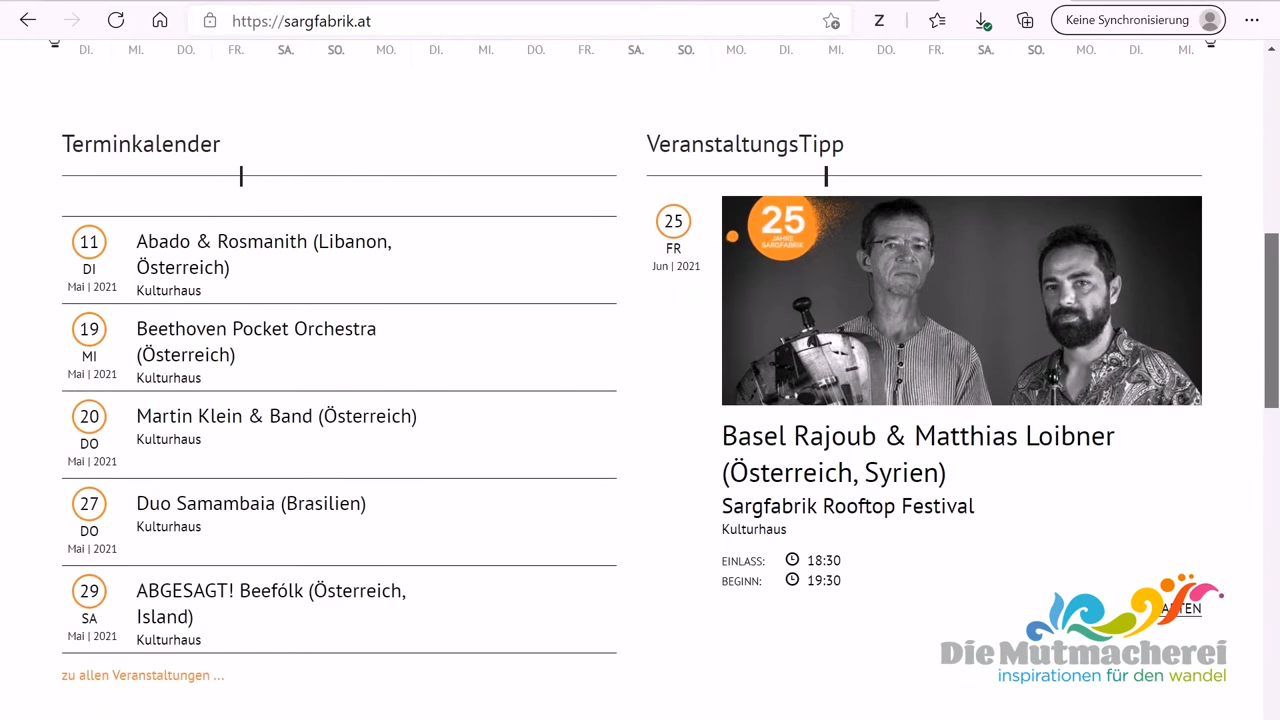 https://sargfabrik.at
Z
Keine Synchronisierung
DI. MI. DO. FR. SA. SO. MO. DI. MI. DO. FR. SA. SO. MO. DI. MI. DO. FR. SA. SO. MO. DI. MI.
Terminkalender
11
DI
Mai | 2021
Abado & Rosmanith (Libanon,
Österreich)
Kulturhaus
19
MI
Mai | 2021
Beethoven Pocket Orchestra
(Österreich)
Kulturhaus
20
DO
Mai | 2021
Martin Klein & Band (Österreich)
Kulturhaus
27
DO
Mai | 2021
Duo Samambaia (Brasilien)
Kulturhaus
29
SA
Mai | 2021
ABGESAGT! Beefólk (Österreich,
Island)
Kulturhaus
zu allen Veranstaltungen ...
VeranstaltungsTipp
25
FR
Jun | 2021
25
JAHRE
SARGFABRIK
Basel Rajoub & Matthias Loibner
(Österreich, Syrien)
Sargfabrik Rooftop Festival
Kulturhaus
EINLASS: 18:30
BEGINN: 19:30
Die Mutmacherei
inspirationen für den wandel